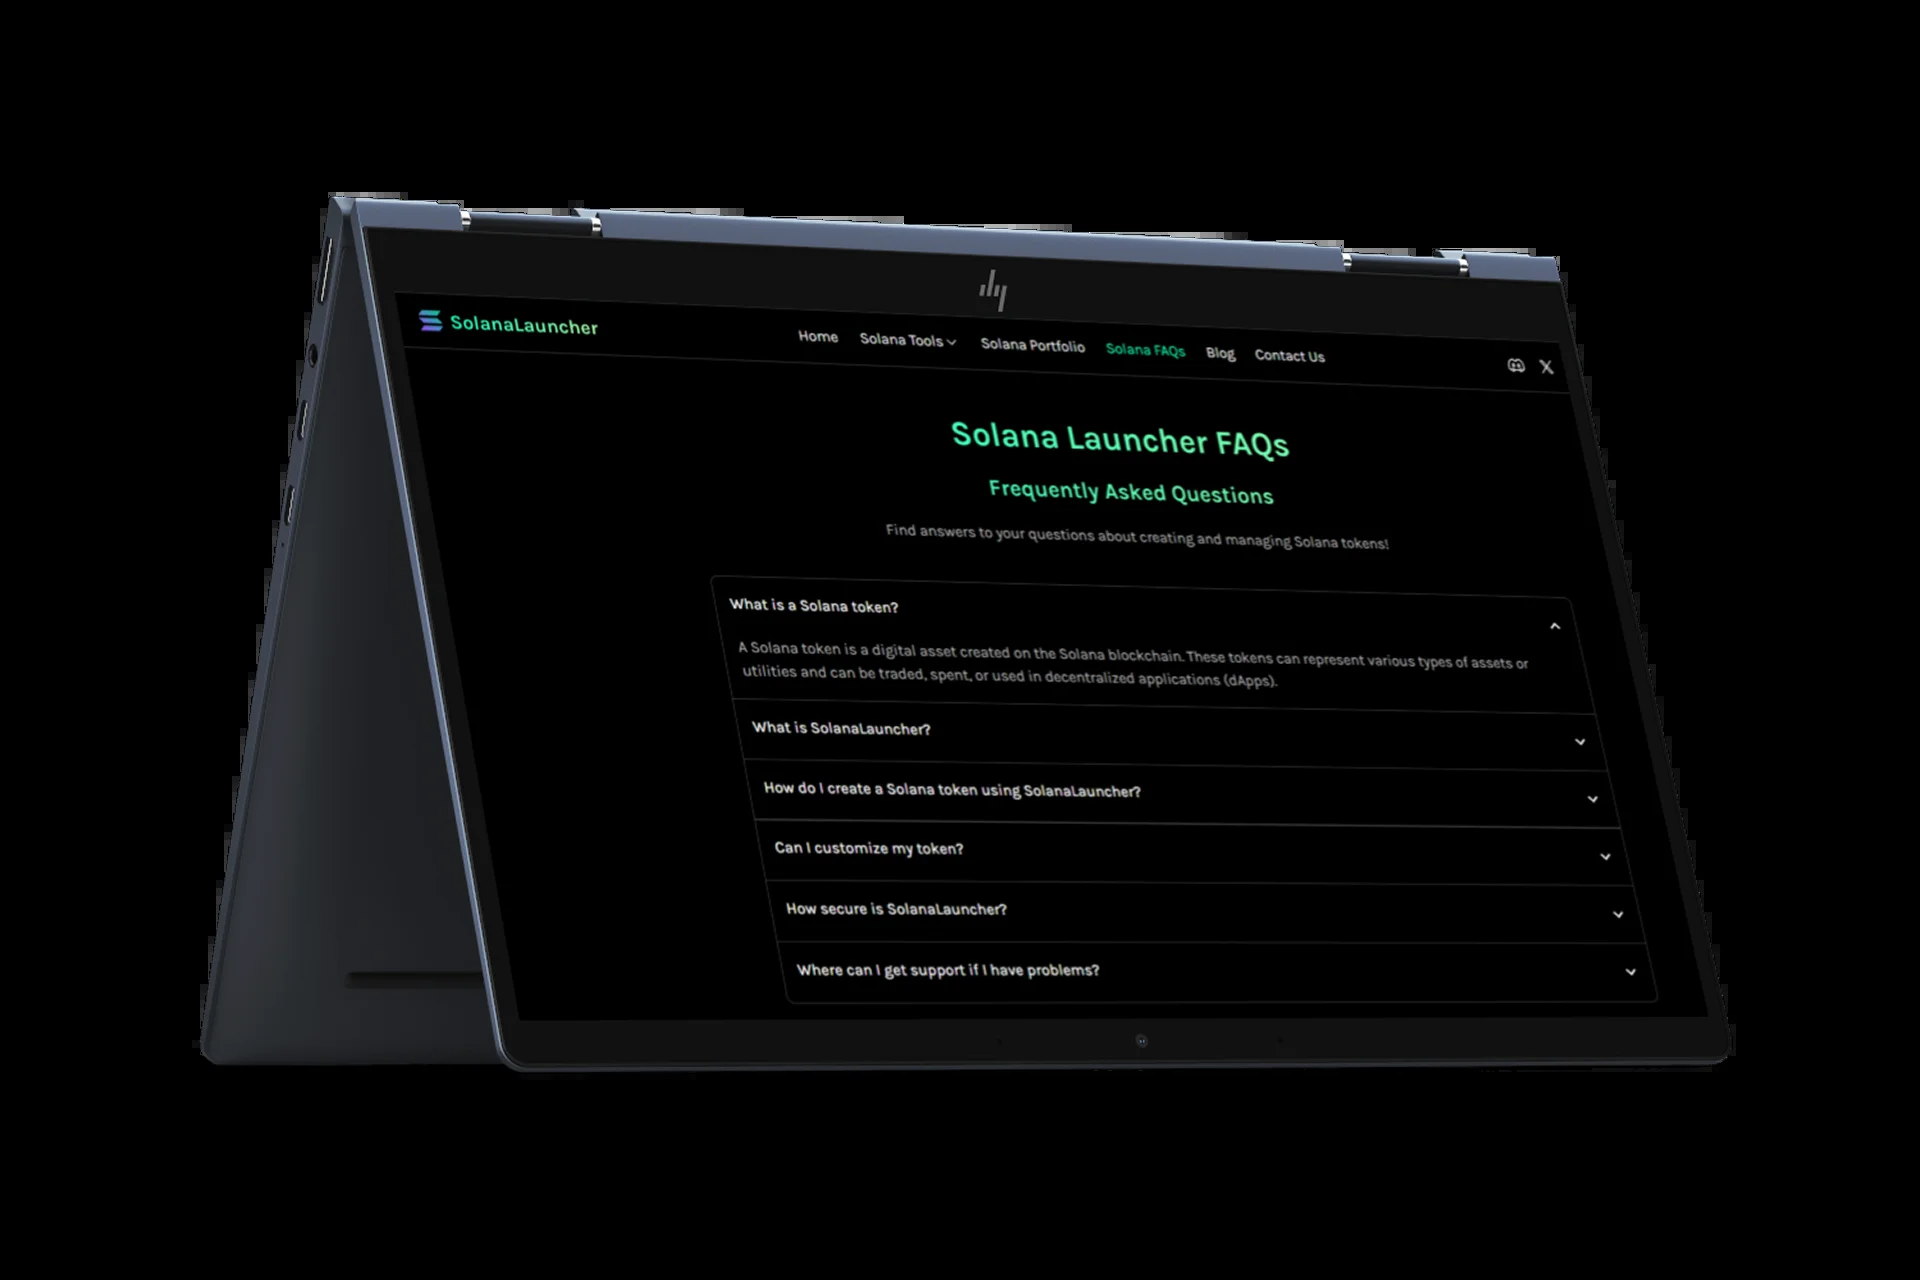 SolanaLauncher
Home Solana Tools Solana Portfolio Solana FAQs Blog Contact Us
Solana Launcher FAQs
Frequently Asked Questions
Find answers to your questions about creating and managing Solana tokens!
What is a Solana token?
A Solana token is a digital asset created on the Solana blockchain. These tokens can represent various types of assets or
utilities and can be traded, spent, or used in decentralized applications (dApps).
What is SolanaLauncher?
How do I create a Solana token using SolanaLauncher?
Can I customize my token?
How secure is SolanaLauncher?
Where can I get support if I have problems?